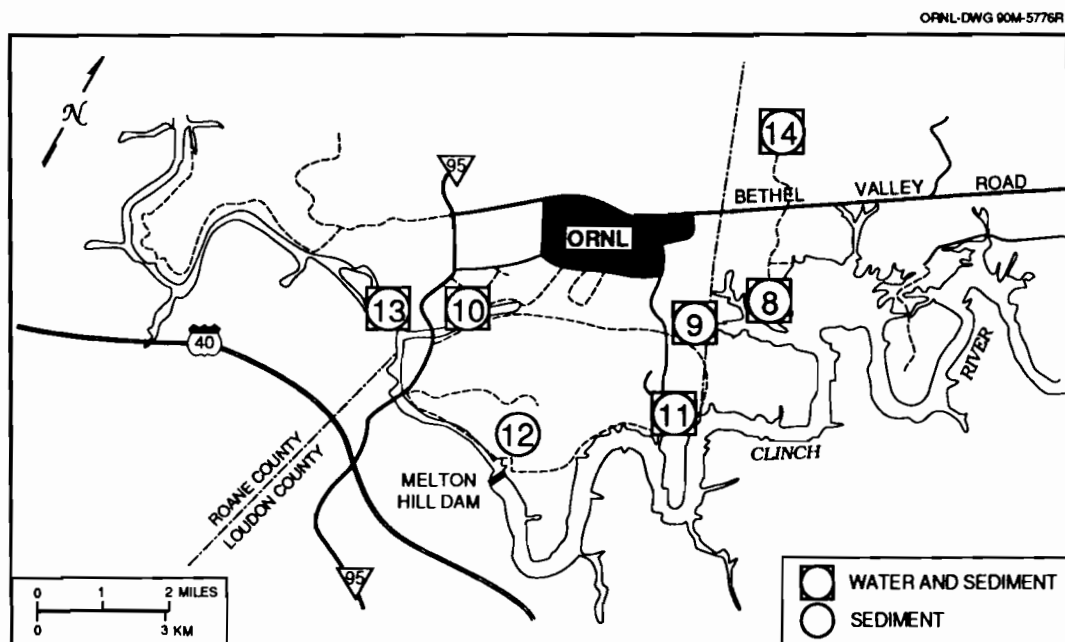 ORNL-DWG 90M-5776R
N
14
95
BETHEL VALLEY ROAD
ORNL
13
10
9
8
40
RIVER
11
12
CLINCH
ROANE COUNTY
LOUDON COUNTY
MELTON
HILL DAM
95
0 1 2 MILES
0 3 KM
WATER AND SEDIMENT
SEDIMENT